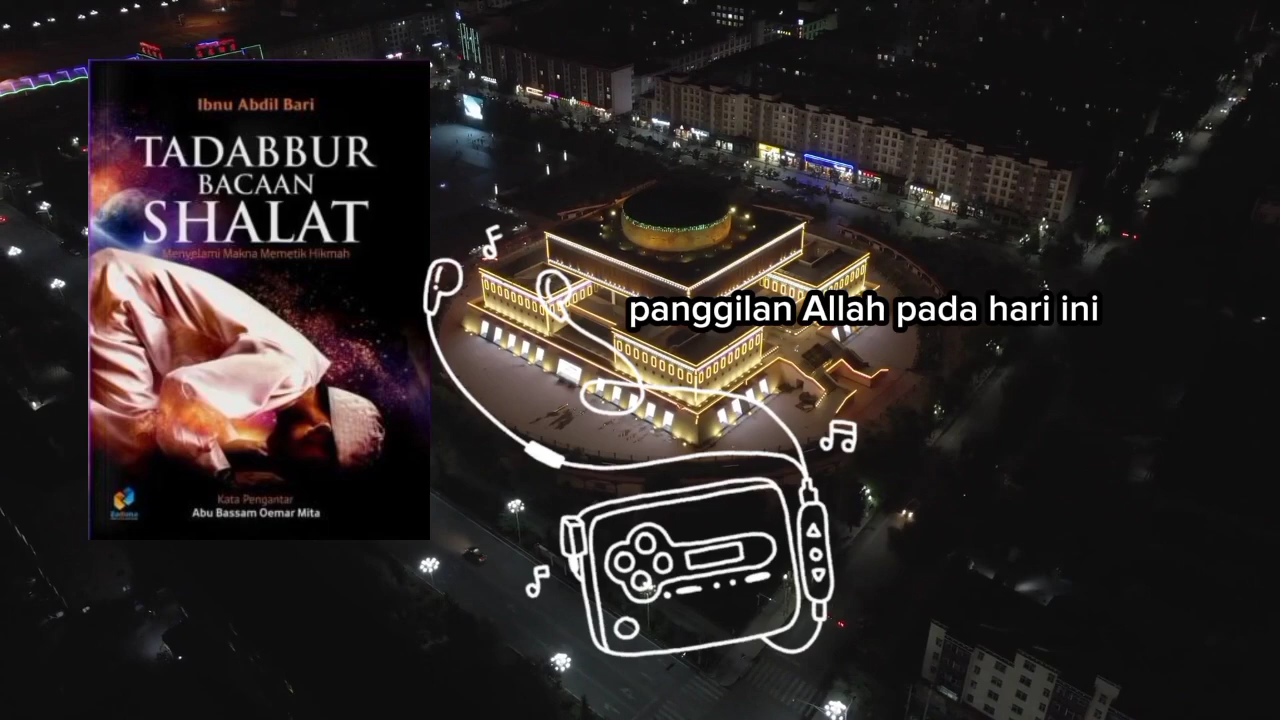 Ibnu Abdil Bari
TADABBUR
BACAAN
SHALAT
Menyelami Makna Memetik Hikmah
panggilan Allah pada hari ini
Kata Pengantar
Abu Bassam Oemar Mita